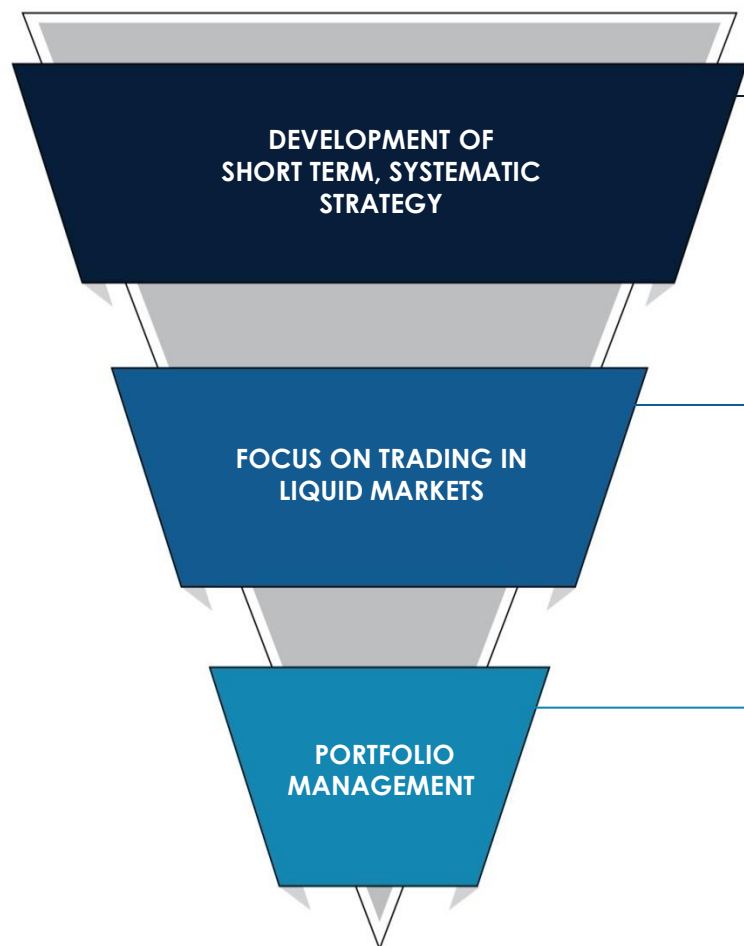 DEVELOPMENT OF
SHORT TERM, SYSTEMATIC
STRATEGY
FOCUS ON TRADING IN
LIQUID MARKETS
PORTFOLIO
MANAGEMENT